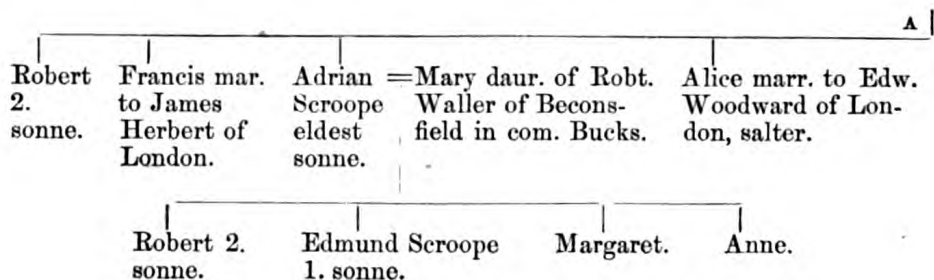 A
Robert
2.
sonne.
Francis mar.
to James
Herbert of
London.
Adrian
Scroope
eldest
sonne.
=Mary daur. of Robt.
Waller of Becons-
field in com. Bucks.
Alice marr. to Edw.
Woodward of Lon-
don, salter.
Robert 2.
sonne.
Edmund Scroope
1. sonne.
Margaret.
Anne.